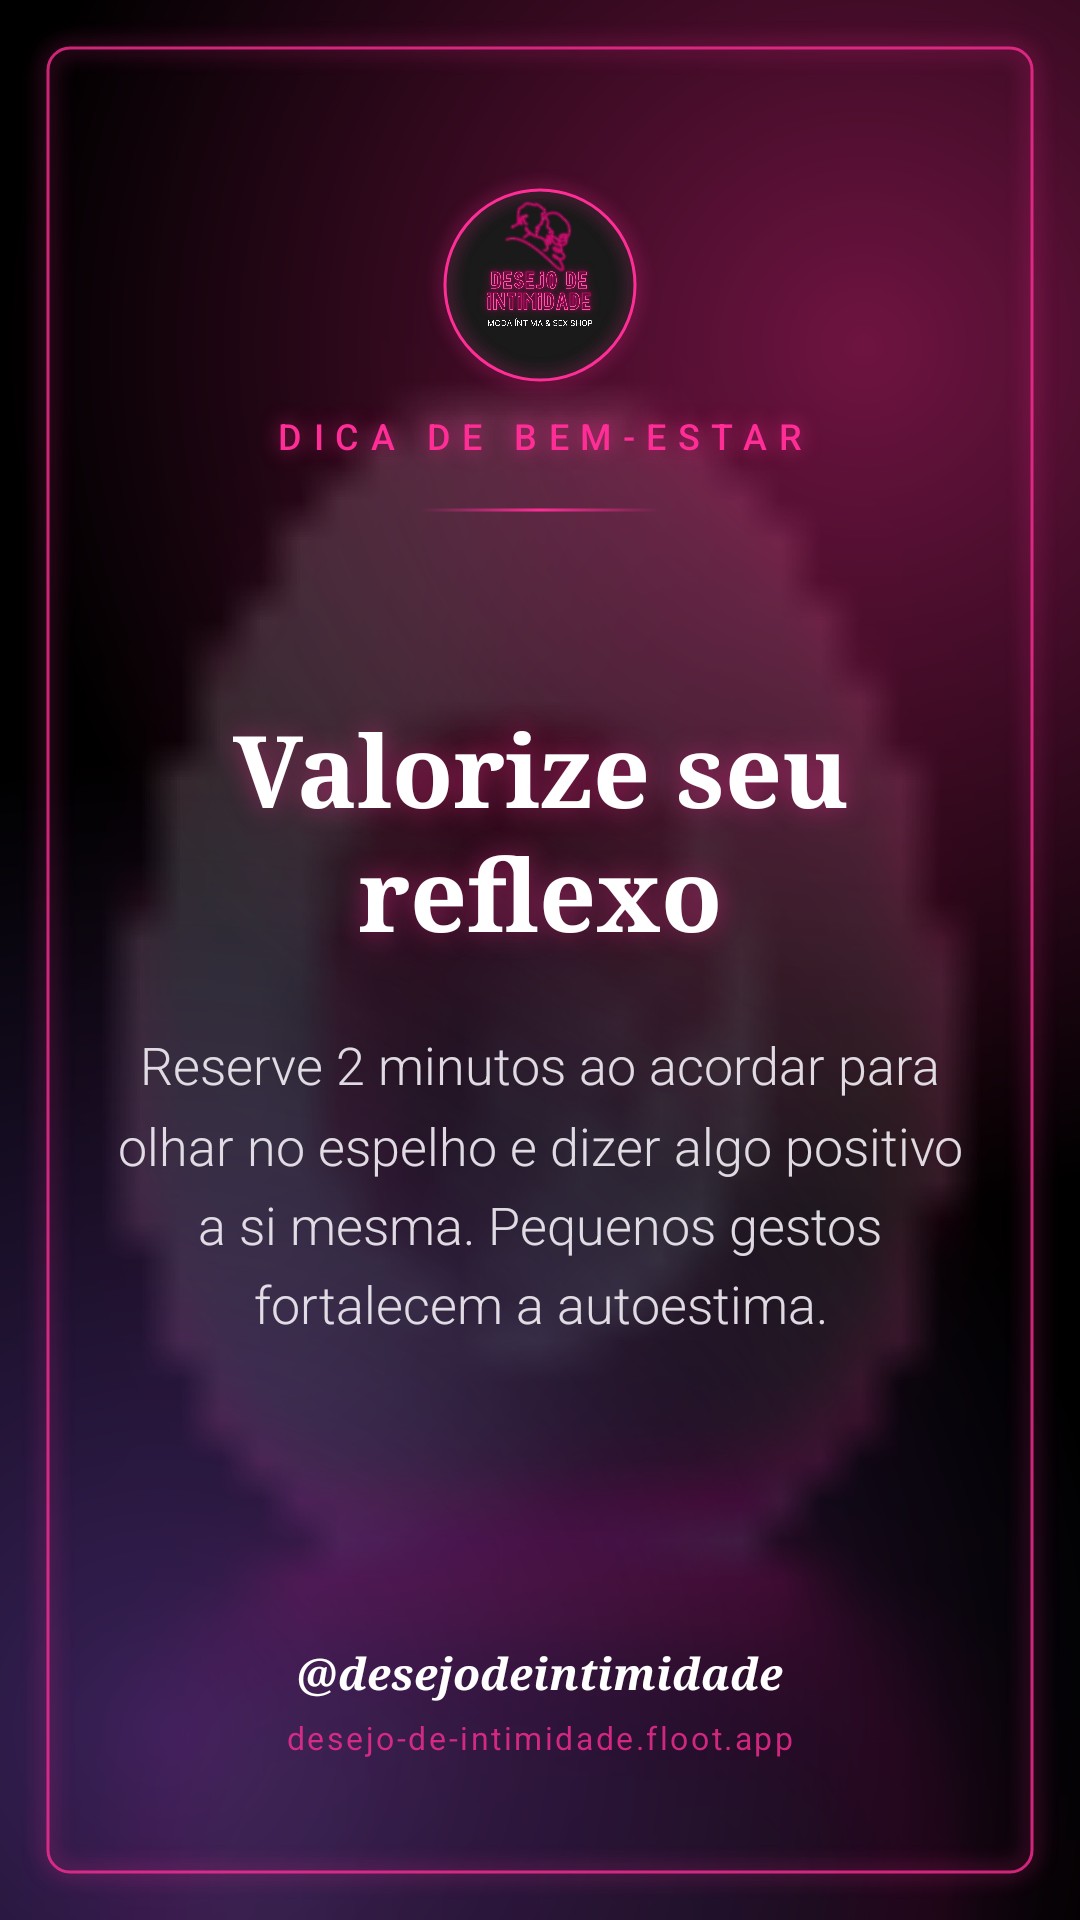 DESEJO DE
INTIMIDADE
MODA ÍNTIMA & SEX SHOP
DICA DE BEM-ESTAR
Valorize seu
reflexo
Reserve 2 minutos ao acordar para
olhar no espelho e dizer algo positivo
a si mesma. Pequenos gestos
fortalecem a autoestima.
@desejodeintimidade
desejo-de-intimidade.floot.app